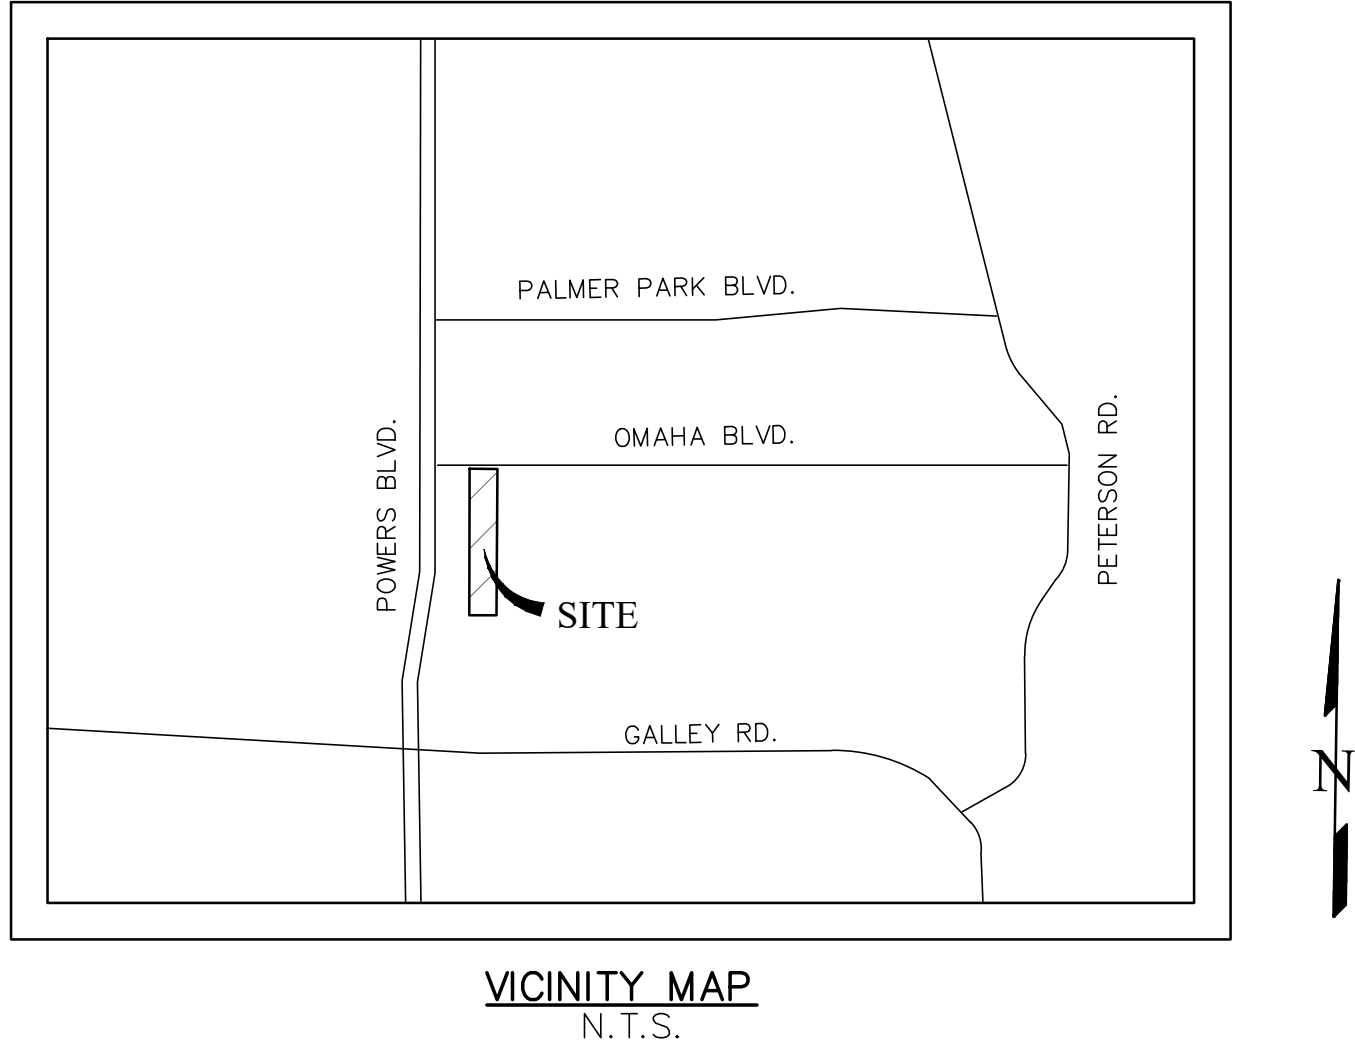 PALMER PARK BLVD.
OMAHA BLVD.
POWERS BLVD.
PETERSON RD.
SITE
GALLEY RD.
N
VICINITY MAP
N.T.S.